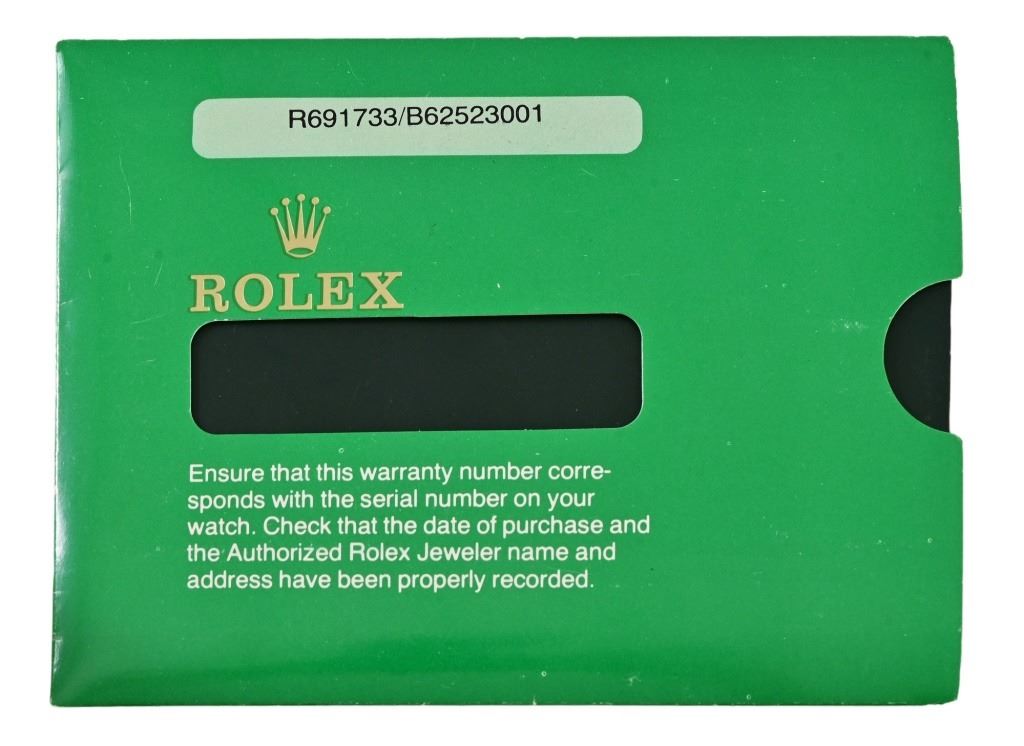 R691733/B62523001
ROLEX
Ensure that this warranty number corre-
sponds with the serial number on your
watch. Check that the date of purchase and
the Authorized Rolex Jeweler name and
address have been properly recorded.